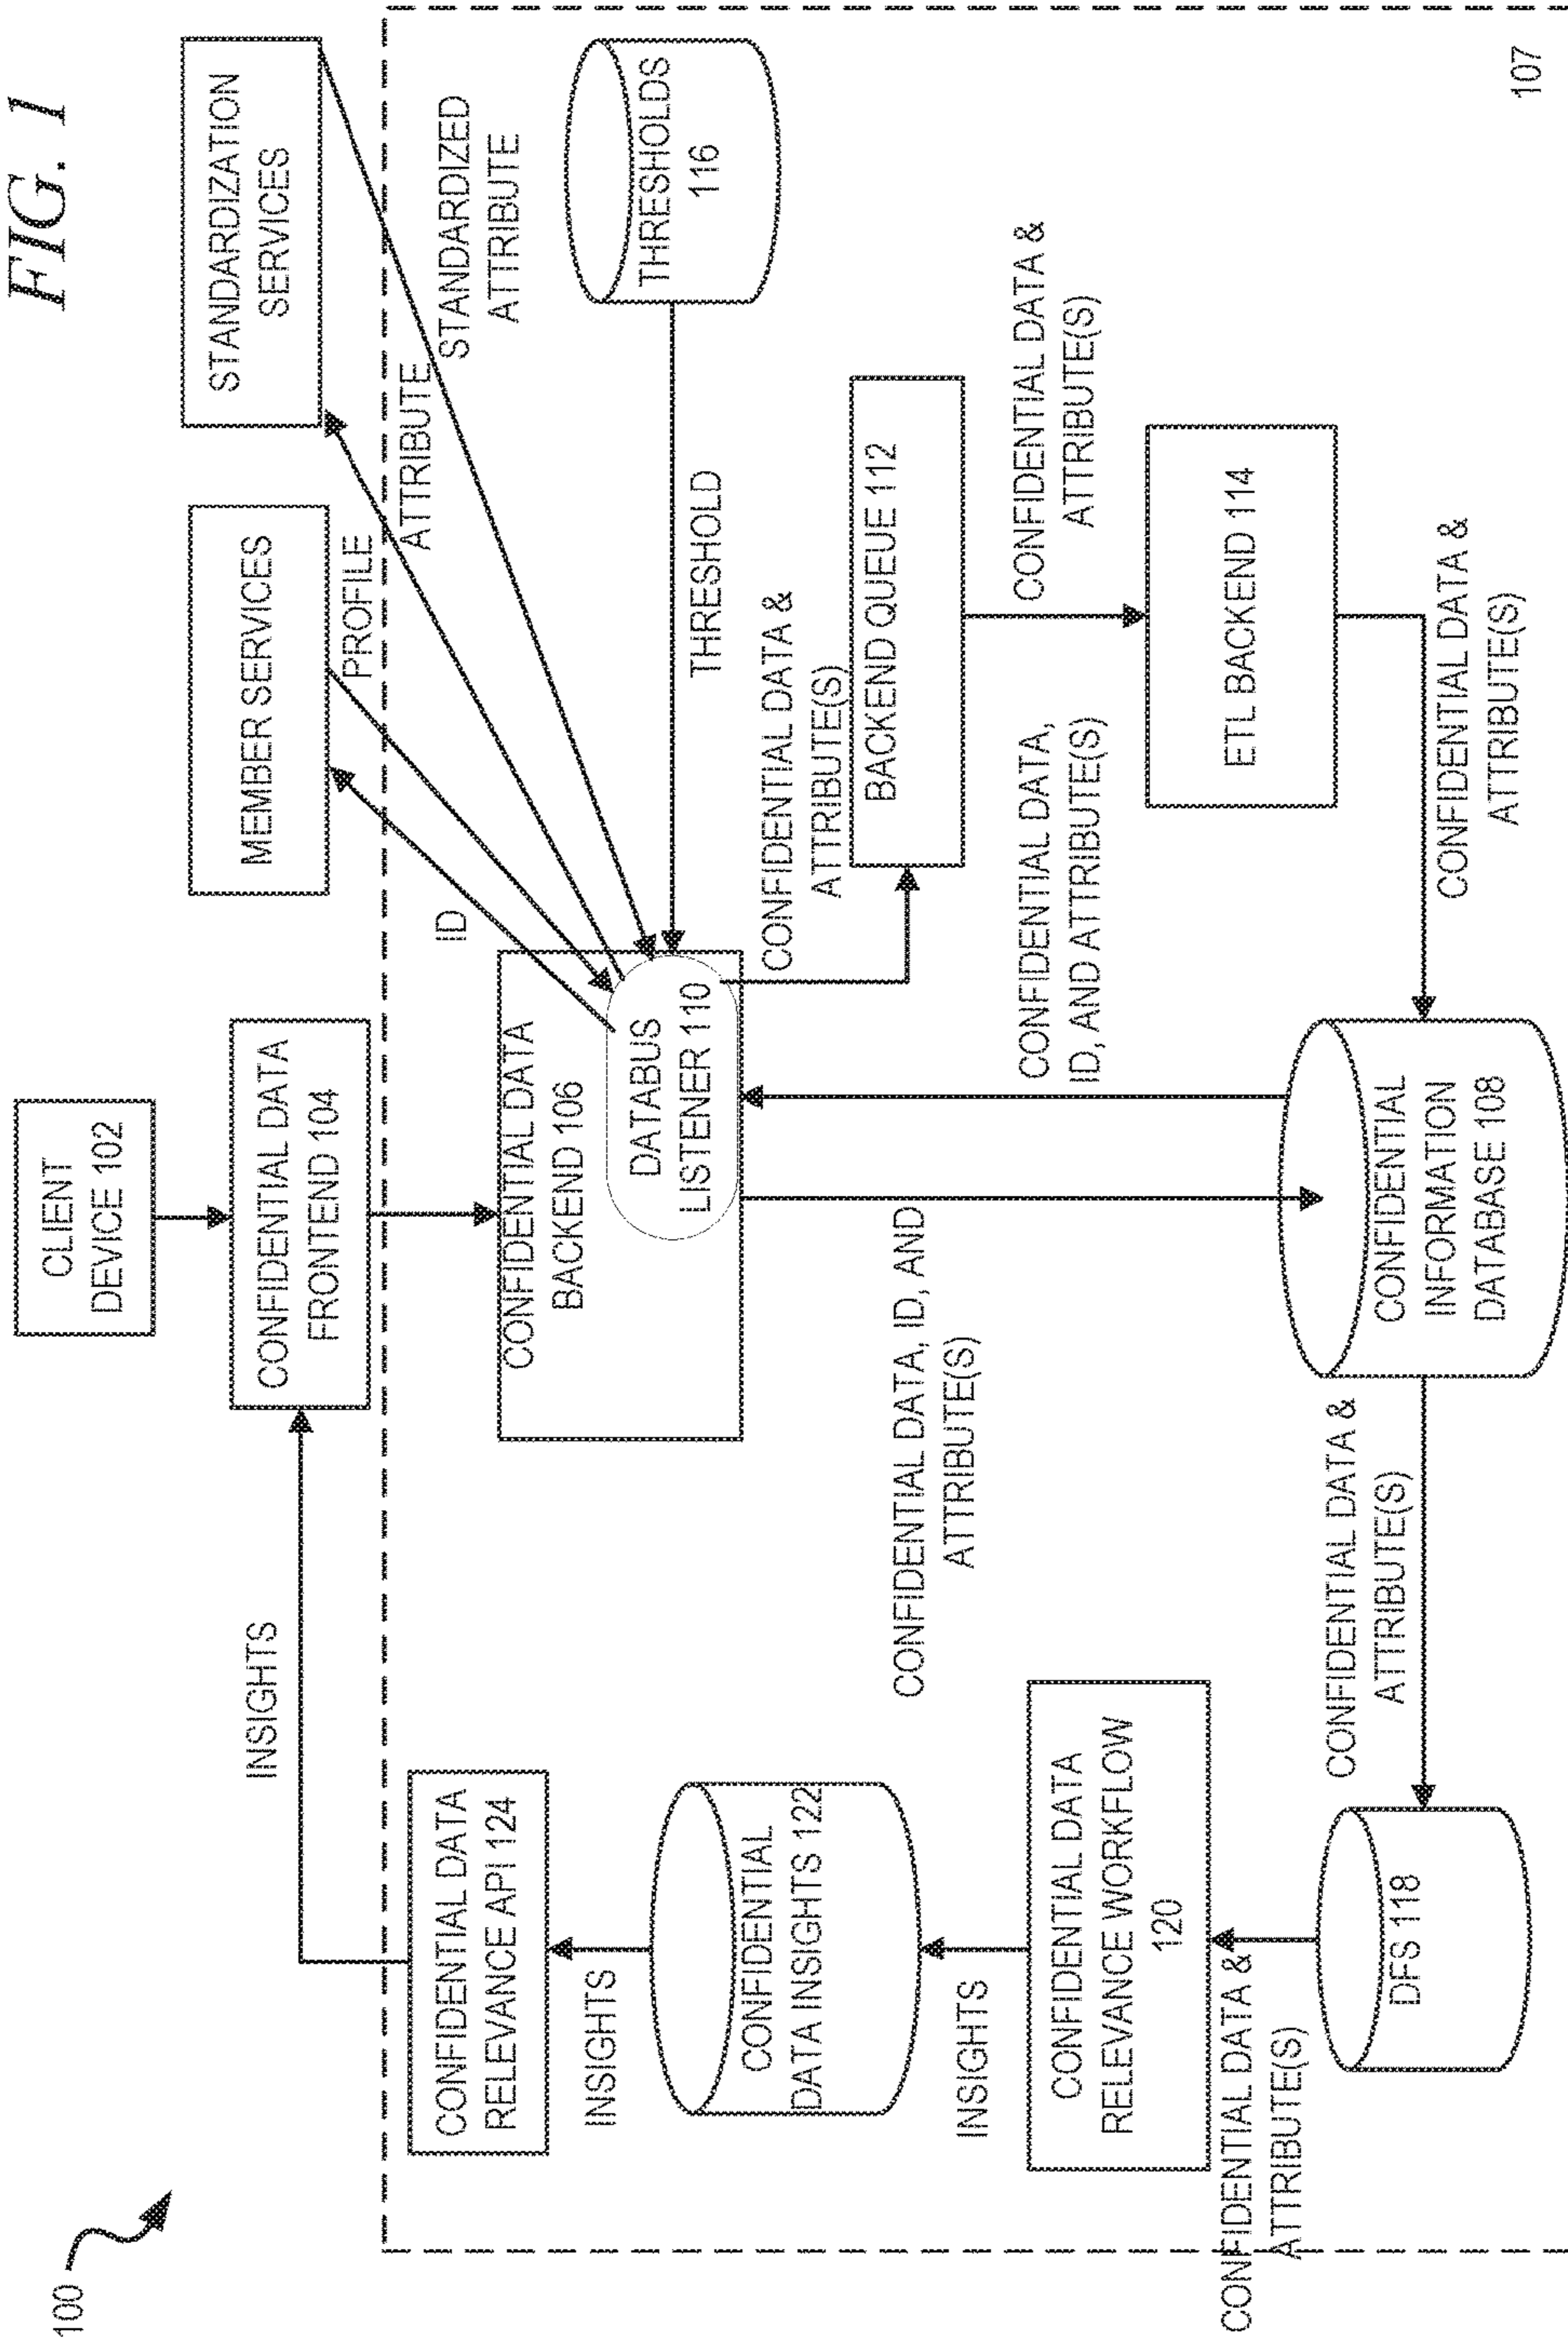 FIG. 1
100
CLIENT
DEVICE 102
CONFIDENTIAL DATA
FRONTEND 104
INSIGHTS
MEMBER SERVICES
STANDARDIZATION
SERVICES
CONFIDENTIAL DATA
RELEVANCE API 124
ID
PROFILE
ATTRIBUTE
STANDARDIZED
ATTRIBUTE
INSIGHTS
CONFIDENTIAL DATA
BACKEND 106
DATABUS
LISTENER 110
THRESHOLD
THRESHOLDS
116
CONFIDENTIAL
DATA INSIGHTS 122
CONFIDENTIAL DATA &
ATTRIBUTE(S)
BACKEND QUEUE 112
INSIGHTS
CONFIDENTIAL DATA, ID, AND
ATTRIBUTE(S)
CONFIDENTIAL DATA,
ID, AND ATTRIBUTE(S)
CONFIDENTIAL DATA &
ATTRIBUTE(S)
CONFIDENTIAL DATA
RELEVANCE WORKFLOW
120
ETL BACKEND 114
CONFIDENTIAL DATA &
ATTRIBUTE(S)
DFS 118
CONFIDENTIAL DATA &
ATTRIBUTE(S)
CONFIDENTIAL
INFORMATION
DATABASE 108
CONFIDENTIAL DATA &
ATTRIBUTE(S)
107